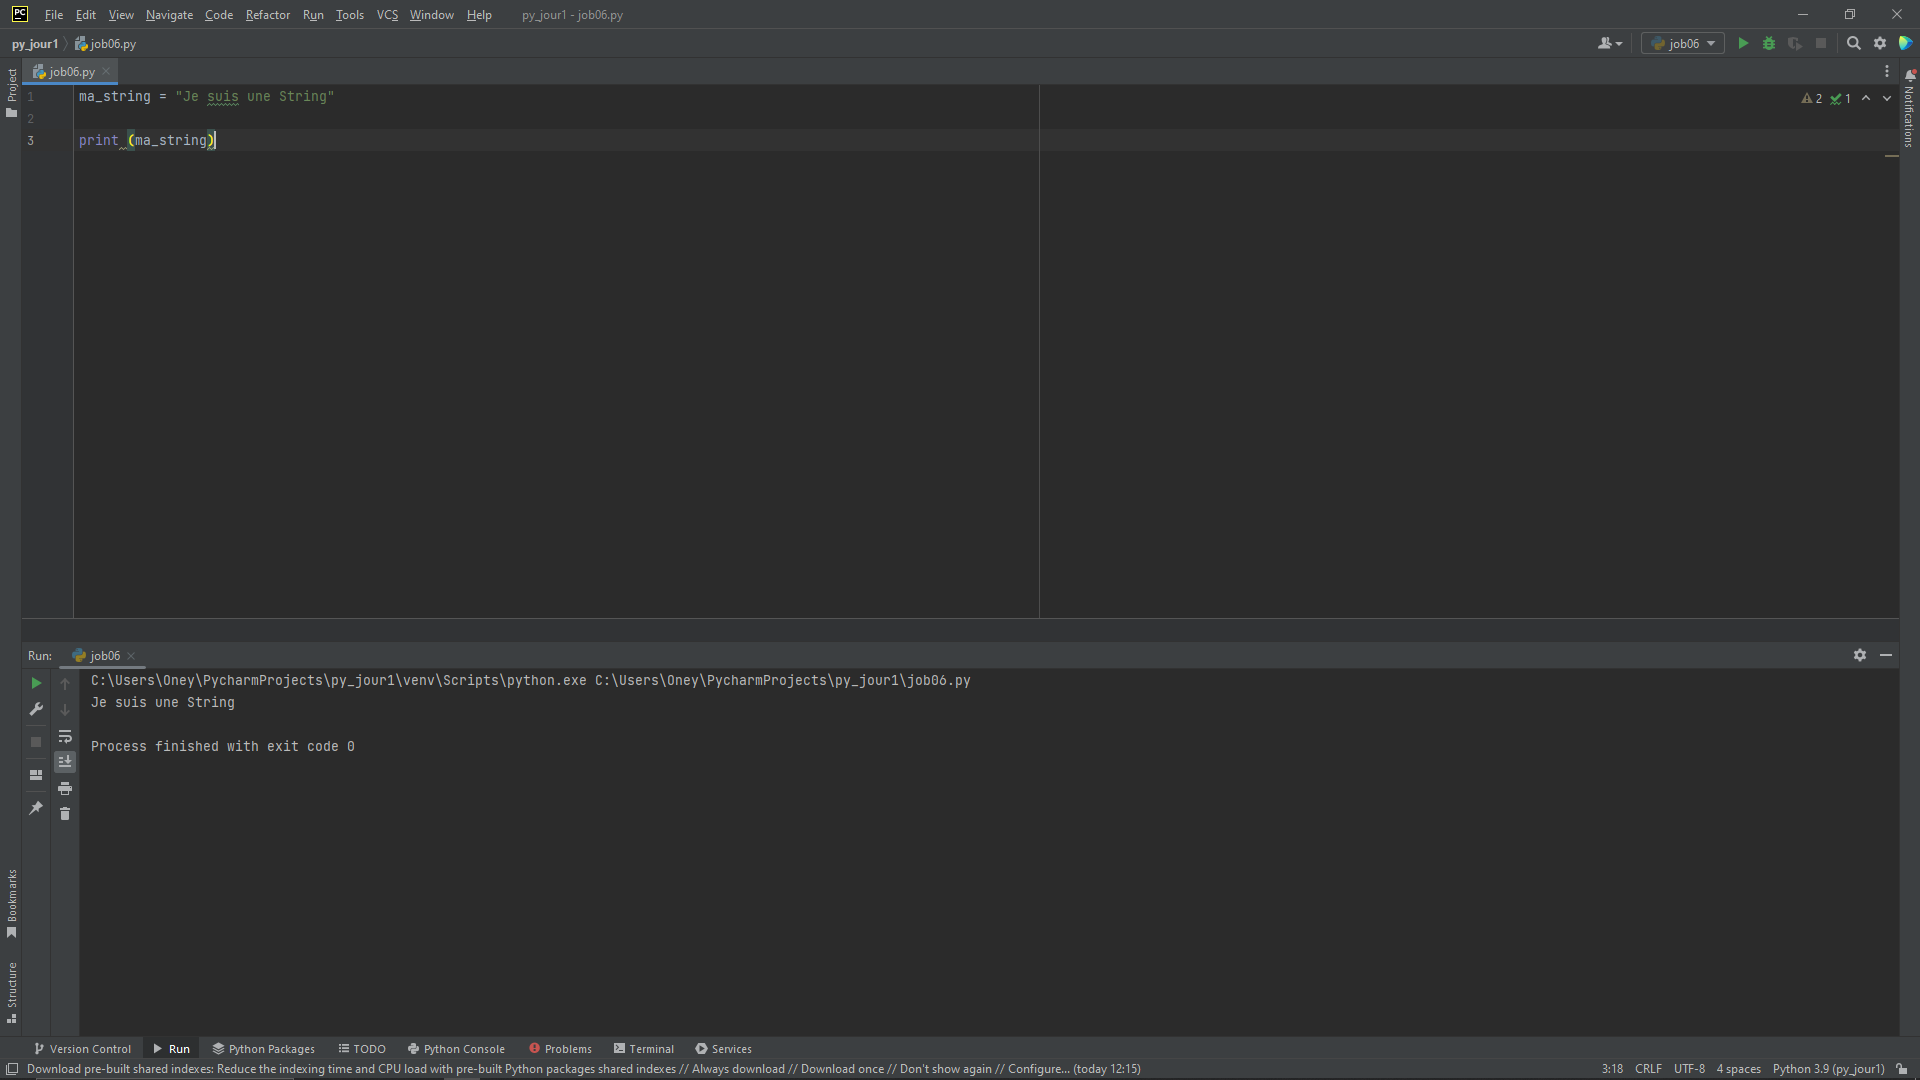 PC File Edit View Navigate Code Refactor Run Tools VCS Window Help py_jour1 - job06.py
py_jour1 job06.py job06
job06.py
Project
Notifications
1 ma_string = "Je suis une String"
2 1
2
3 print (ma_string)
Run: job06
C:\Users\Oney\PycharmProjects\py_jour1\venv\Scripts\python.exe C:\Users\Oney\PycharmProjects\py_jour1\job06.py
Je suis une String
Process finished with exit code 0
Bookmarks
Structure
Version Control Run Python Packages TODO Python Console Problems Terminal Services
Download pre-built shared indexes: Reduce the indexing time and CPU load with pre-built Python packages shared indexes // Always download // Download once // Don't show again // Configure... (today 12:15) 3:18 CRLF UTF-8 4 spaces Python 3.9 (py_jour1)